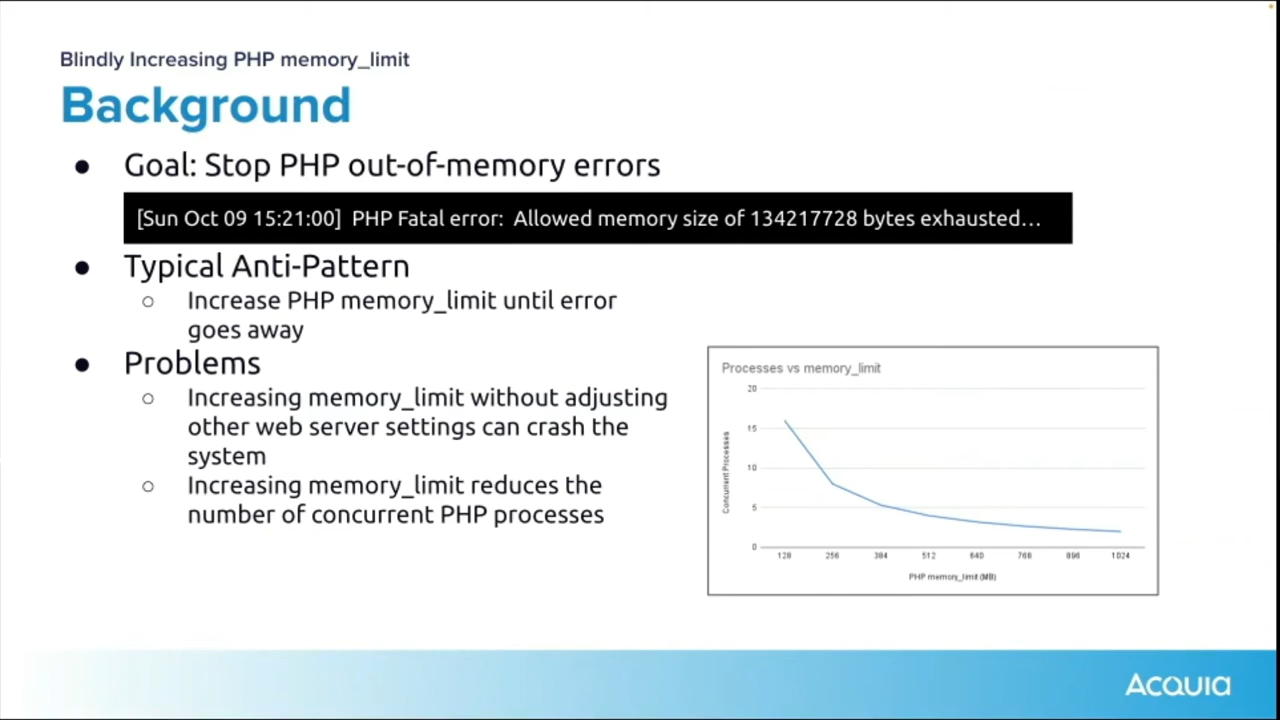 Blindly Increasing PHP memory_limit
Background
● Goal: Stop PHP out-of-memory errors
[Sun Oct 09 15:21:00] PHP Fatal error: Allowed memory size of 134217728 bytes exhausted…
● Typical Anti-Pattern
○ Increase PHP memory_limit until error
goes away
● Problems
○ Increasing memory_limit without adjusting
other web server settings can crash the
system
○ Increasing memory_limit reduces the
number of concurrent PHP processes
Processes vs memory_limit
20
15
10
5
0
Concurrent Processes
128 256 384 512 640 768 896 1024
PHP memory_limit (MB)
ACQUIA